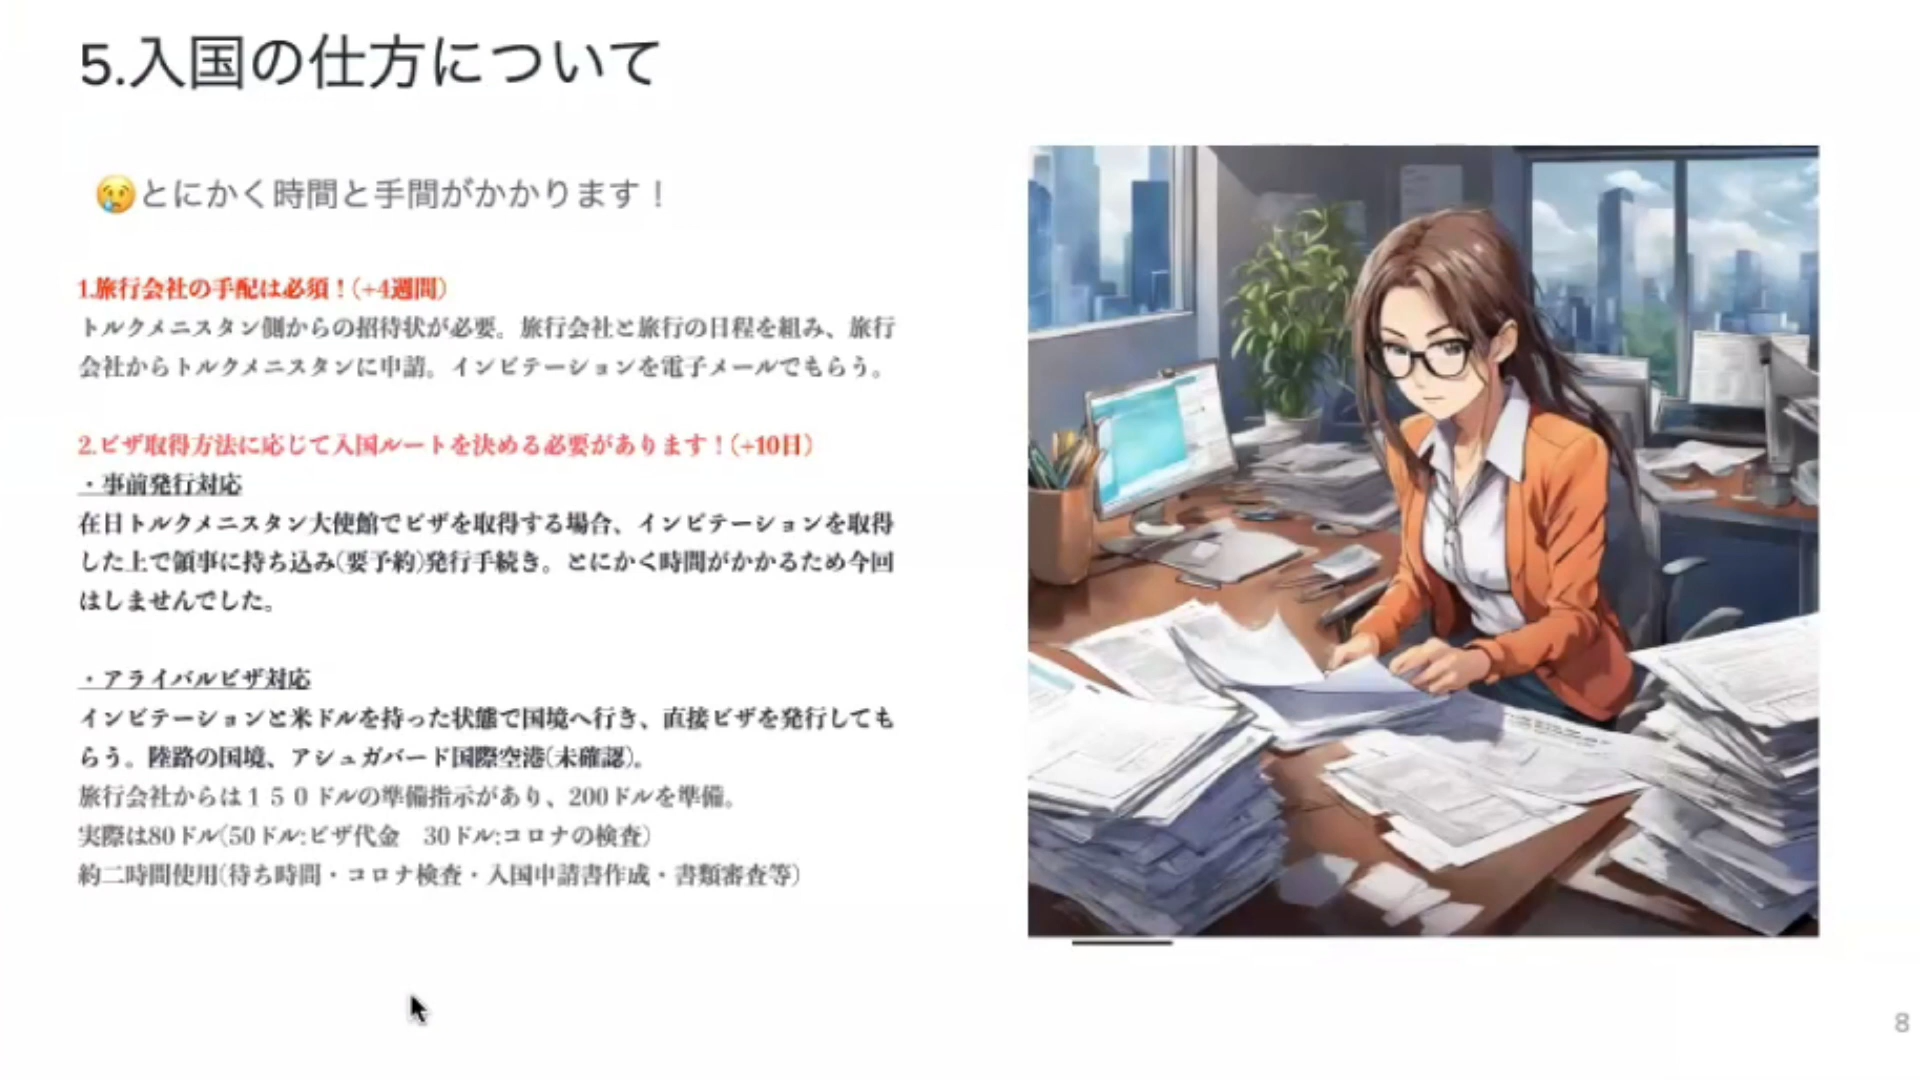 5.入国の仕方について
😢とにかく時間と手間がかかります！
1.旅行会社の手配は必須！(+4週間)
トルクメニスタン側からの招待状が必要。旅行会社と旅行の日程を組み、旅行
会社からトルクメニスタンに申請。インビテーションを電子メールでもらう。
2.ビザ取得方法に応じて入国ルートを決める必要があります！(+10日)
・事前発行対応
在日トルクメニスタン大使館でビザを取得する場合、インビテーションを取得
した上で領事に持ち込み(要予約)発行手続き。とにかく時間がかかるため今回
はしませんでした。
・アライバルビザ対応
インビテーションと米ドルを持った状態で国境へ行き、直接ビザを発行しても
らう。陸路の国境、アシュガバード国際空港(未確認)。
旅行会社からは１５０ドルの準備指示があり、200ドルを準備。
実際は80ドル(50ドル:ビザ代金　30ドル:コロナの検査)
約二時間使用(待ち時間・コロナ検査・入国申請書作成・書類審査等)
8